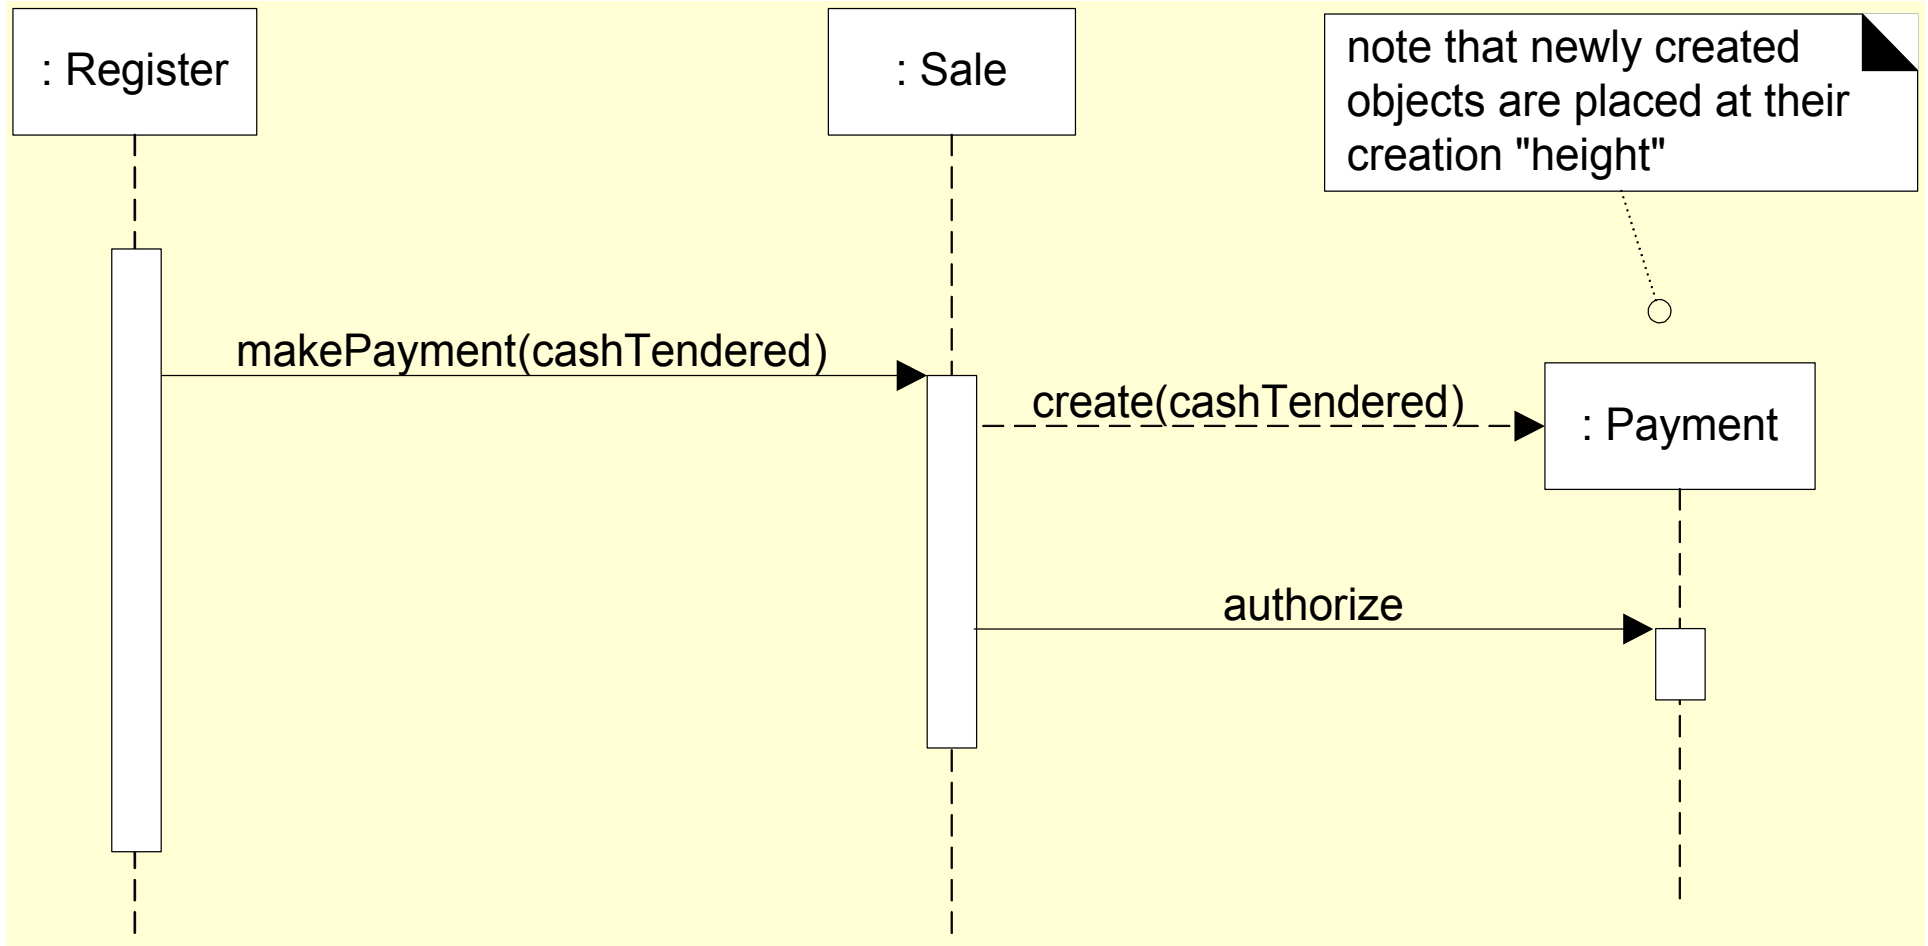 : Register
: Sale
note that newly created
objects are placed at their
creation "height"
makePayment(cashTendered)
create(cashTendered)
: Payment
authorize